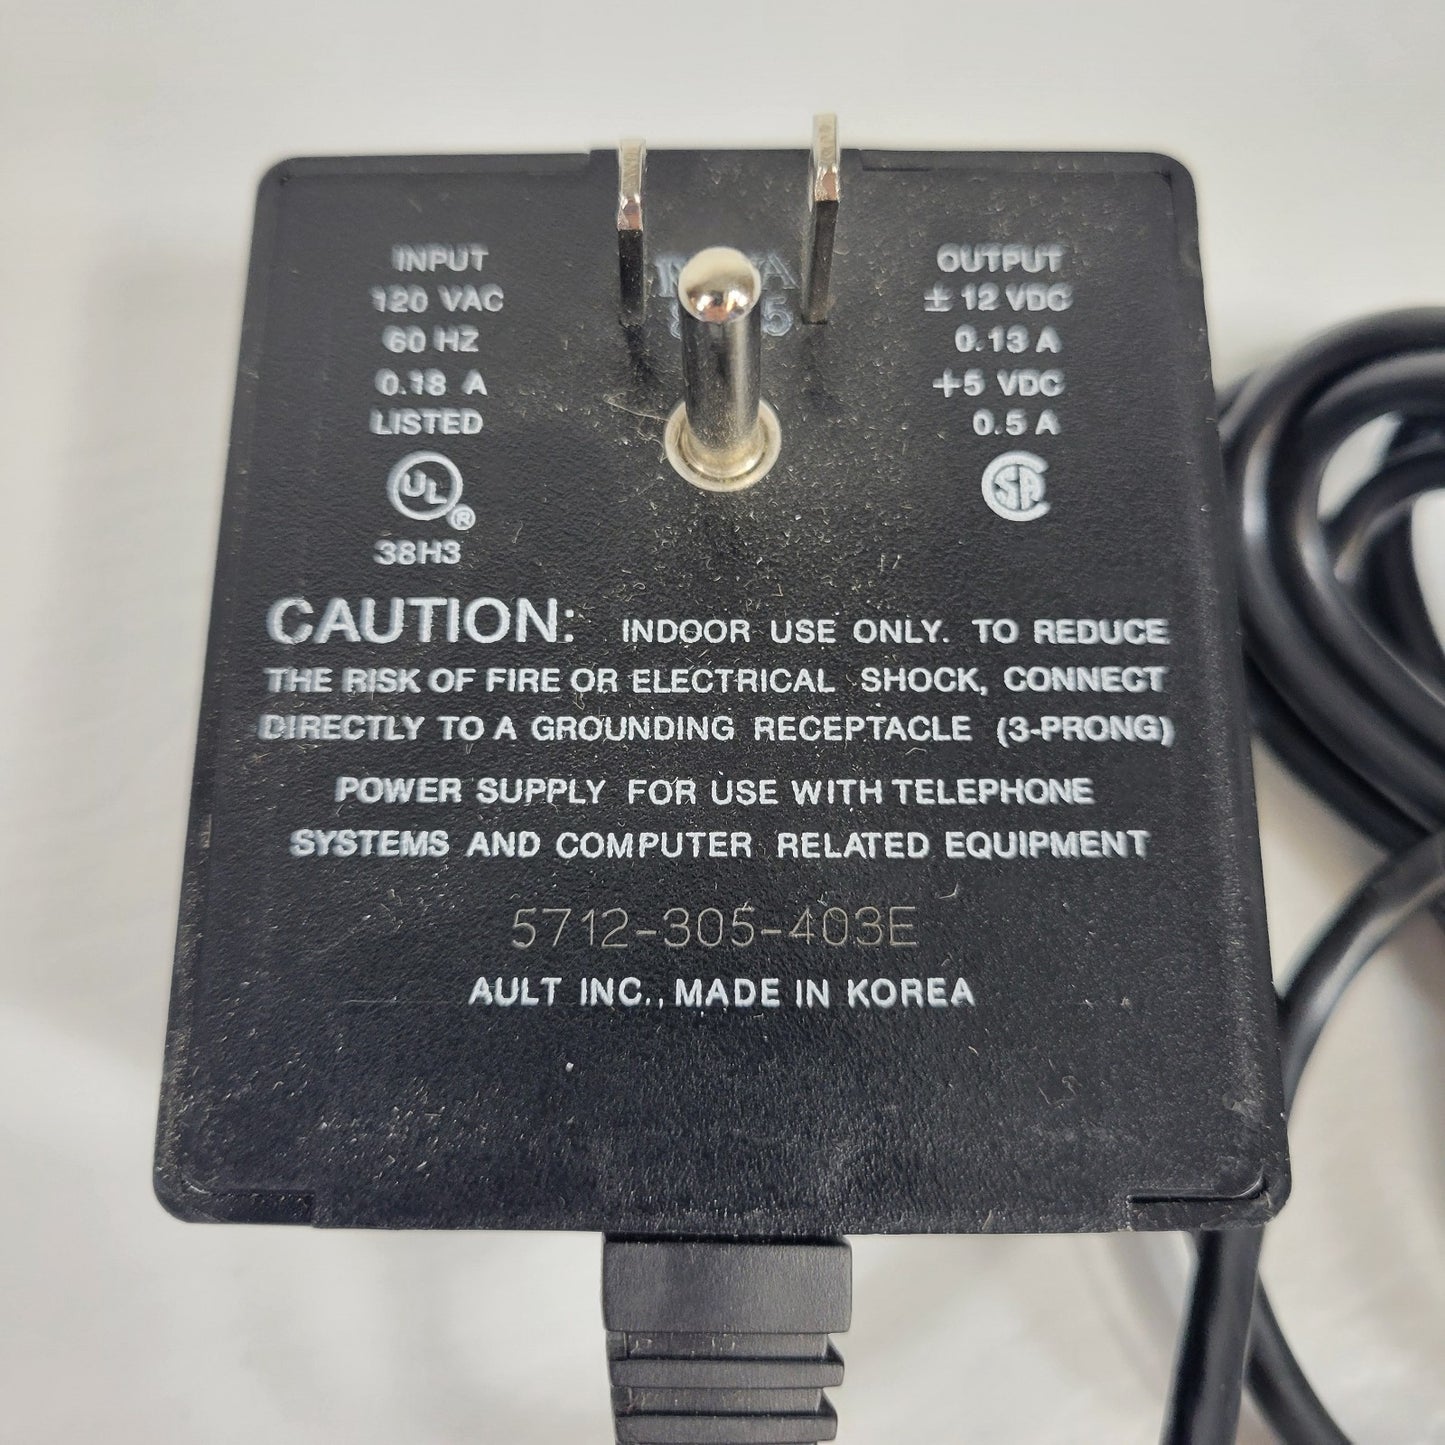 INPUT
120 VAC
60 HZ
0.18 A
LISTED
UL
®
38H3
OUTPUT
± 12 VDC
0.13 A
+5 VDC
0.5 A
SA
CAUTION: INDOOR USE ONLY. TO REDUCE
THE RISK OF FIRE OR ELECTRICAL SHOCK, CONNECT
DIRECTLY TO A GROUNDING RECEPTACLE (3-PRONG)
POWER SUPPLY FOR USE WITH TELEPHONE
SYSTEMS AND COMPUTER RELATED EQUIPMENT
5712-305-403E
AULT INC., MADE IN KOREA